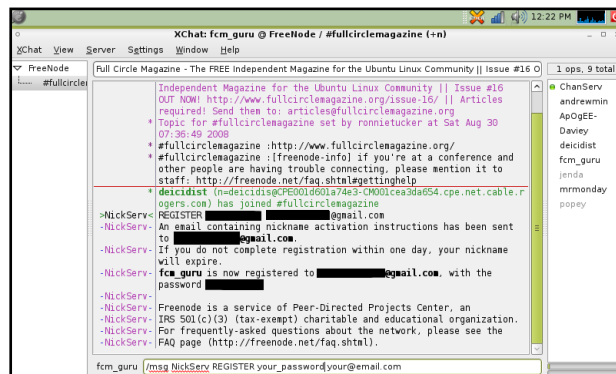 12:22 PM
XChat: fcm_guru @ FreeNode / #fullcirclemagazine (+n)
XChat View Server Settings Window Help
FreeNode
#fullcircle
Full Circle Magazine - The FREE Independent Magazine for the Ubuntu Linux Community || Issue #16 O
1 ops, 9 total
Independent Magazine for the Ubuntu Linux Community || Issue #16
OUT NOW! http://www.fullcirclemagazine.org/issue-16/ || Articles
required! Send them to: articles@fullcirclemagazine.org
* Topic for #fullcirclemagazine set by ronnietucker at Sat Aug 30
07:36:49 2008
* #fullcirclemagazine :http://www.fullcirclemagazine.org/
* #fullcirclemagazine :[freenode-info] if you're at a conference and
other people are having trouble connecting, please mention it to
staff: http://freenode.net/faq.shtml#gettinghelp
* deicidist (n=deicidist@CPE001d601a74e3-CM001cea3da654.cpe.net.cable.r
ogers.com) has joined #fullcirclemagazine
>NickServ< REGISTER @gmail.com
-NickServ- An email containing nickname activation instructions has been sent
to @gmail.com.
-NickServ- If you do not complete registration within one day, your nickname
will expire.
-NickServ- fcm_guru is now registered to @gmail.com, with the
password
-NickServ-
-NickServ- Freenode is a service of Peer-Directed Projects Center, an
-NickServ- IRS 501(c)(3) (tax-exempt) charitable and educational organization.
-NickServ- For frequently-asked questions about the network, please see the
-NickServ- FAQ page (http://freenode.net/faq.shtml).
ChanServ
andrewmin
ApOgEE-
Daviey
deicidist
fcm_guru
jenda
mrmonday
popey
fcm_guru /msg NickServ REGISTER your_password your@email.com